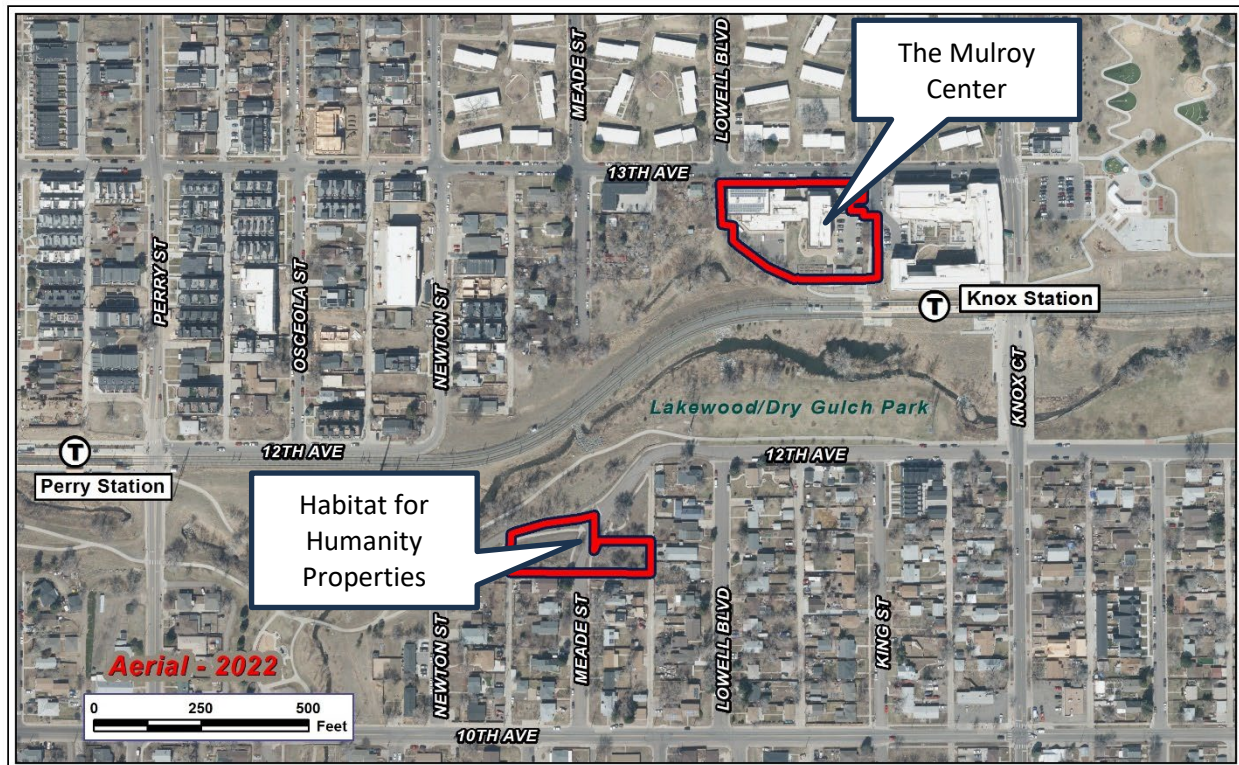 MEADE ST
LOWELL BLVD
The Mulroy
Center
13TH AVE
PERRY ST
OSCEOLA ST
NEWTON ST
T
Knox Station
KNOX CT
Lakewood/Dry Gulch Park
T
Perry Station
12TH AVE
12TH AVE
Habitat for
Humanity
Properties
NEWTON ST
MEADE ST
LOWELL BLVD
KING ST
Aerial - 2022
0 250 500
Feet
10TH AVE